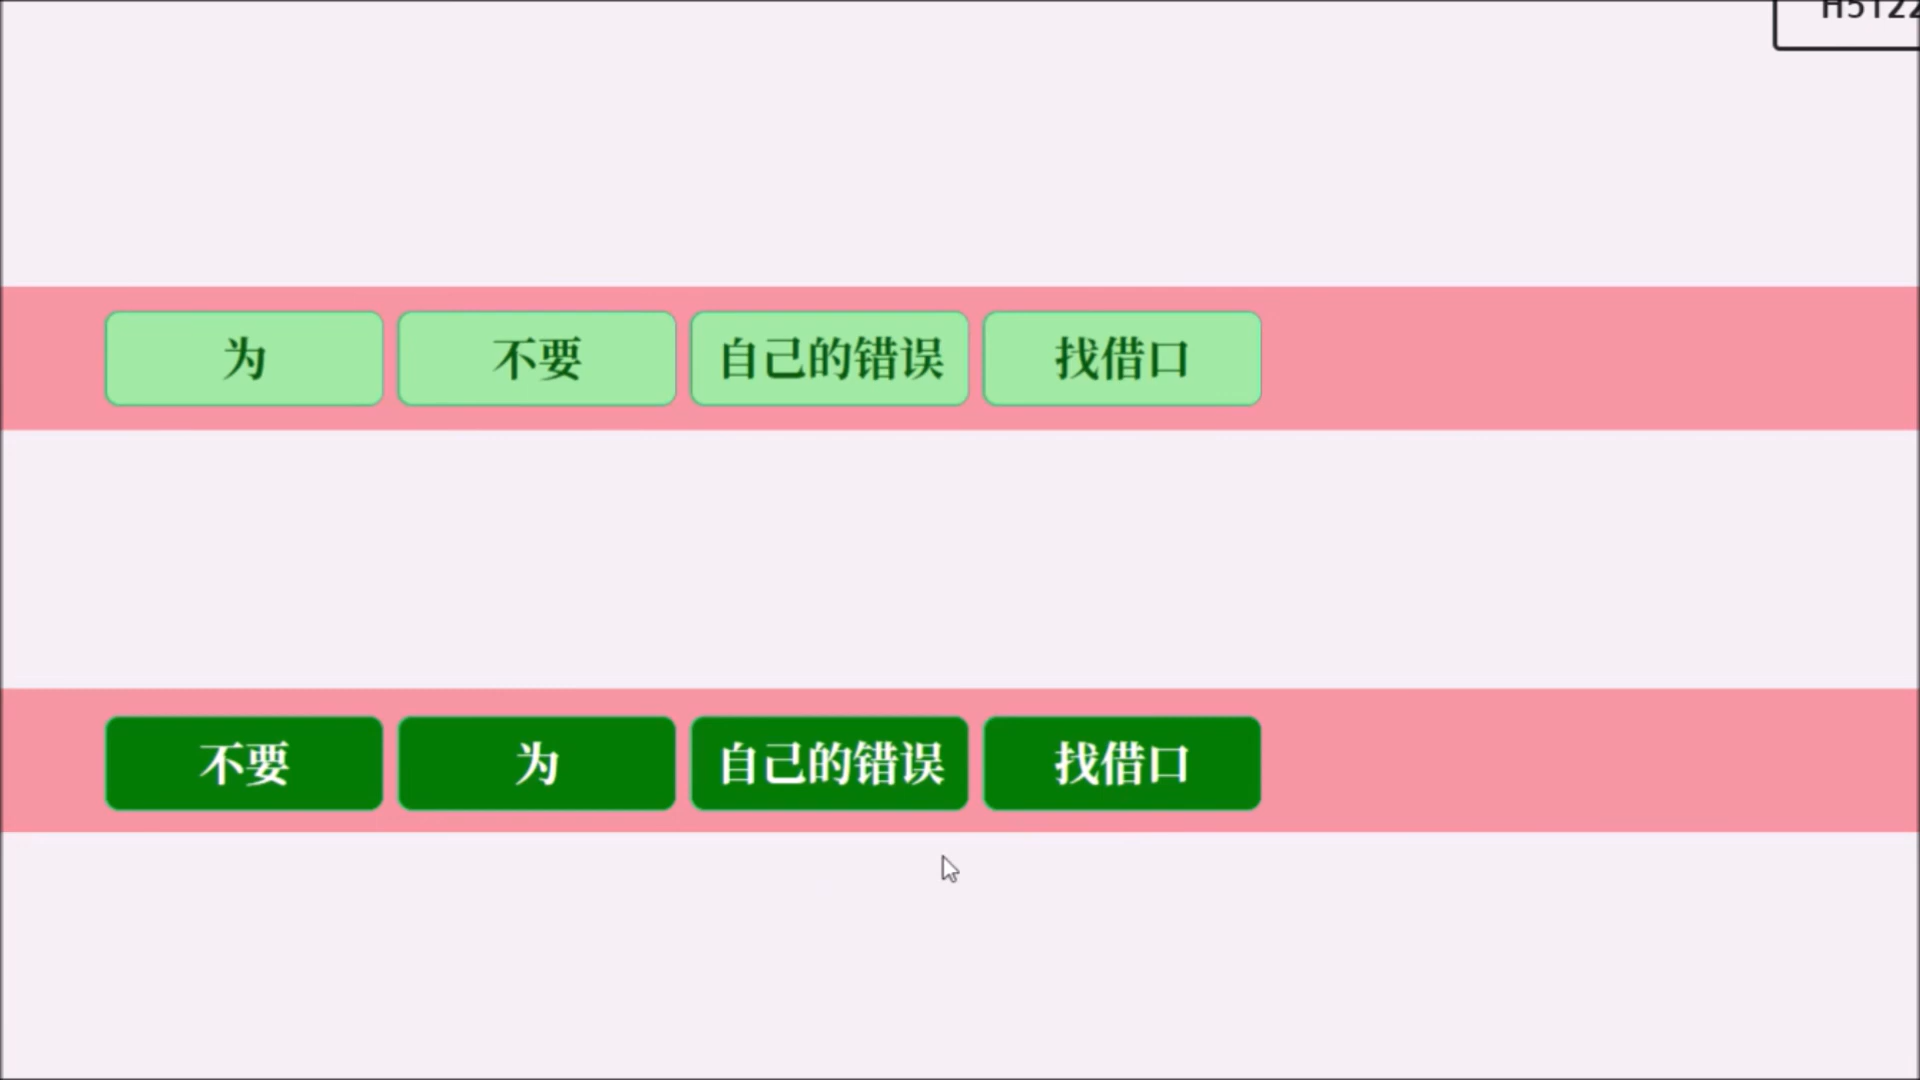 为 不要 自己的错误 找借口
不要 为 自己的错误 找借口